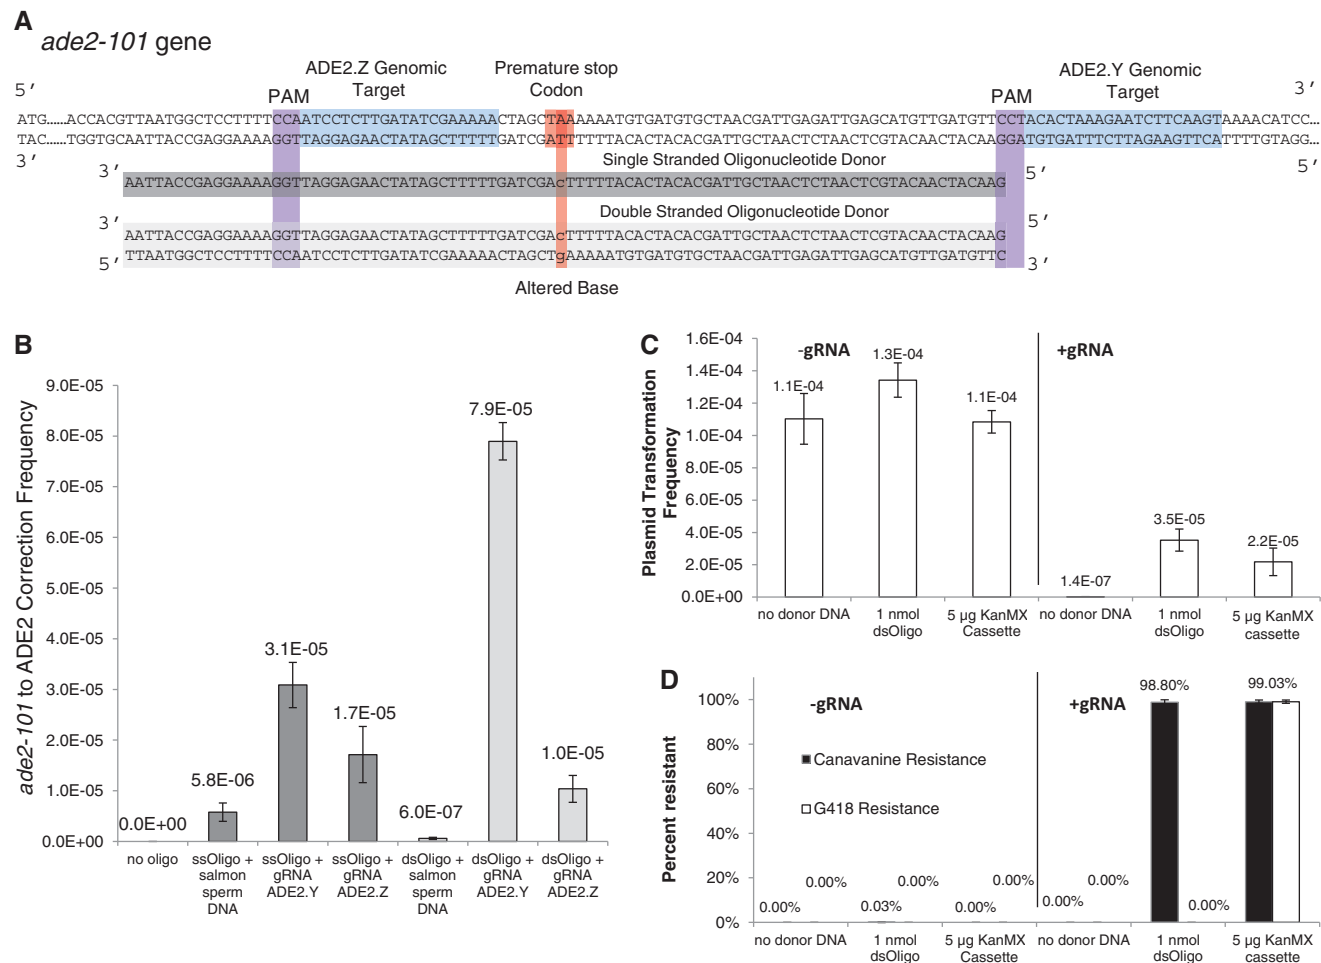 A
ade2-101 gene
ADE2.Z Genomic
Target
Premature stop
Codon
ADE2.Y Genomic
Target
5′
PAM
PAM
3′
ATG......ACCACGTTAATGGCTCCTTTTCCAATCCTCTTGATATCGAAAAACTAGCTAAAAAATGTGATGTGCTAACGATTGAGATTGAGCATGTTGATGTTCCTACACTAAAGAATCTTCAAGTAAAACATCC...
TAC......TGGTGCAATTACCGAGGAAAAGGTTAGGAGAACTATAGCTTTTTGATCGATTTTTTACACTACACGATTGCTAACTCTAACTCGTACAACTACAAGGATGTGATTTCTTAGAAGTTCATTTTGTAGG...
3′
5′
Single Stranded Oligonucleotide Donor
3′
5′
AATTACCGAGGAAAAGGTTAGGAGAACTATAGCTTTTTGATCGAcTTTTTACACTACACGATTGCTAACTCTAACTCGTACAACTACAAG
Double Stranded Oligonucleotide Donor
3′
5′
AATTACCGAGGAAAAGGTTAGGAGAACTATAGCTTTTTGATCGAcTTTTTACACTACACGATTGCTAACTCTAACTCGTACAACTACAAG
TTAATGGCTCCTTTTCCAATCCTCTTGATATCGAAAAACTAGCTgAAAAATGTGATGTGCTAACGATTGAGATTGAGCATGTTGATGTTC
5′
3′
Altered Base
B
ade2-101 to ADE2 Correction Frequency
9.0E-05
8.0E-05
7.0E-05
6.0E-05
5.0E-05
4.0E-05
3.0E-05
2.0E-05
1.0E-05
0.0E+00
0.0E+00
5.8E-06
3.1E-05
1.7E-05
6.0E-07
7.9E-05
1.0E-05
no oligo
ssOligo +
salmon
sperm
DNA
ssOligo +
gRNA
ADE2.Y
ssOligo +
gRNA
ADE2.Z
dsOligo +
salmon
sperm
DNA
dsOligo +
gRNA
ADE2.Y
dsOligo +
gRNA
ADE2.Z
C
Plasmid Transformation
Frequency
1.6E-04
1.4E-04
1.2E-04
1.0E-04
8.0E-05
6.0E-05
4.0E-05
2.0E-05
0.0E+00
-gRNA
+gRNA
1.1E-04
1.3E-04
1.1E-04
1.4E-07
3.5E-05
2.2E-05
no donor DNA
1 nmol
dsOligo
5 µg KanMX
Cassette
no donor DNA
1 nmol
dsOligo
5 µg KanMX
cassette
D
Percent resistant
100%
80%
60%
40%
20%
0%
-gRNA
+gRNA
Canavanine Resistance
G418 Resistance
0.00%
0.00%
0.03%
0.00%
0.00%
0.00%
0.00%
0.00%
98.80%
0.00%
99.03%
no donor DNA
1 nmol
dsOligo
5 µg KanMX
Cassette
no donor DNA
1 nmol
dsOligo
5 µg KanMX
cassette